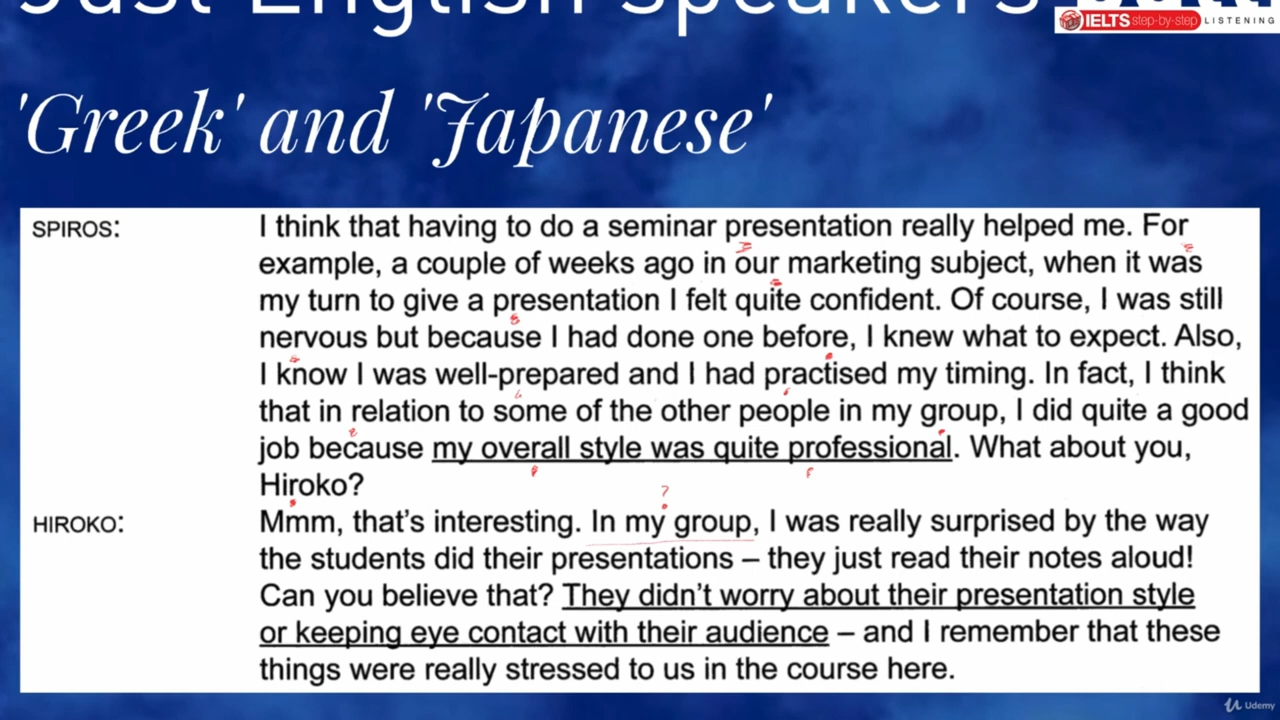 Just English speakers
IELTS step-by-step LISTENING
'Greek' and 'Japanese'
SPIROS: I think that having to do a seminar presentation really helped me. For
example, a couple of weeks ago in our marketing subject, when it was
my turn to give a presentation I felt quite confident. Of course, I was still
nervous but because I had done one before, I knew what to expect. Also,
I know I was well-prepared and I had practised my timing. In fact, I think
that in relation to some of the other people in my group, I did quite a good
job because my overall style was quite professional. What about you,
Hiroko?
HIROKO: Mmm, that's interesting. In my group, I was really surprised by the way
the students did their presentations – they just read their notes aloud!
Can you believe that? They didn't worry about their presentation style
or keeping eye contact with their audience – and I remember that these
things were really stressed to us in the course here.
Udemy